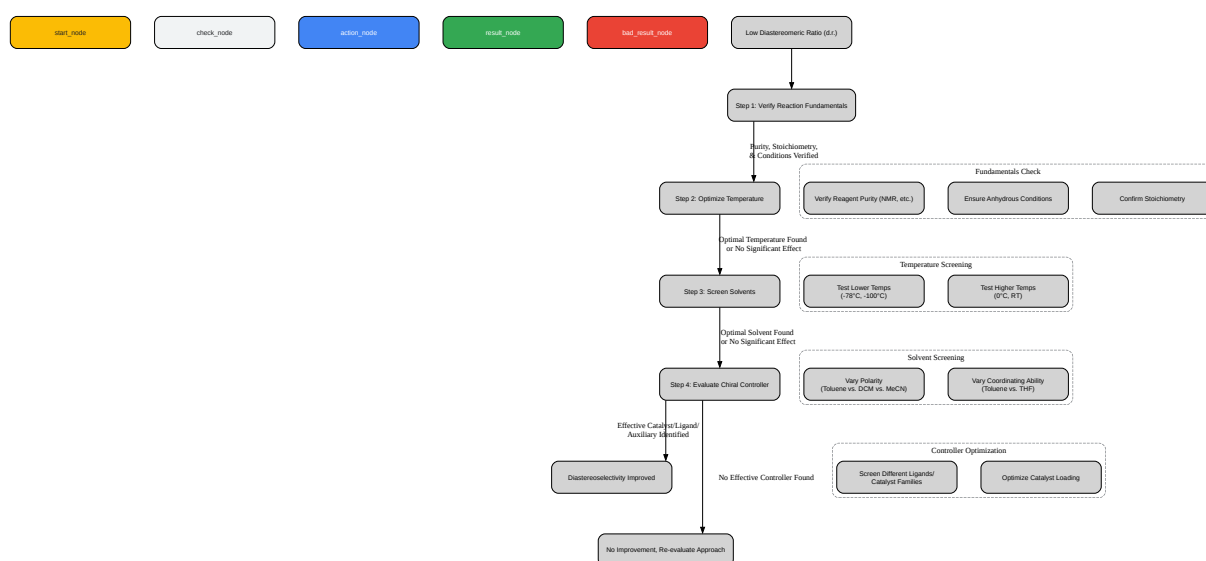 start_node
check_node
action_node
result_node
bad_result_node
Low Diastereomeric Ratio (d.r.)
Step 1: Verify Reaction Fundamentals
Purity, Stoichiometry,
& Conditions Verified
Fundamentals Check
Step 2: Optimize Temperature
Verify Reagent Purity (NMR, etc.)
Ensure Anhydrous Conditions
Confirm Stoichiometry
Optimal Temperature Found
or No Significant Effect
Temperature Screening
Step 3: Screen Solvents
Test Lower Temps
(-78°C, -100°C)
Test Higher Temps
(0°C, RT)
Optimal Solvent Found
or No Significant Effect
Solvent Screening
Step 4: Evaluate Chiral Controller
Vary Polarity
(Toluene vs. DCM vs. MeCN)
Vary Coordinating Ability
(Toluene vs. THF)
Effective Catalyst/Ligand/
Auxiliary Identified
Controller Optimization
Diastereoselectivity Improved
No Effective Controller Found
Screen Different Ligands/
Catalyst Families
Optimize Catalyst Loading
No Improvement, Re-evaluate Approach